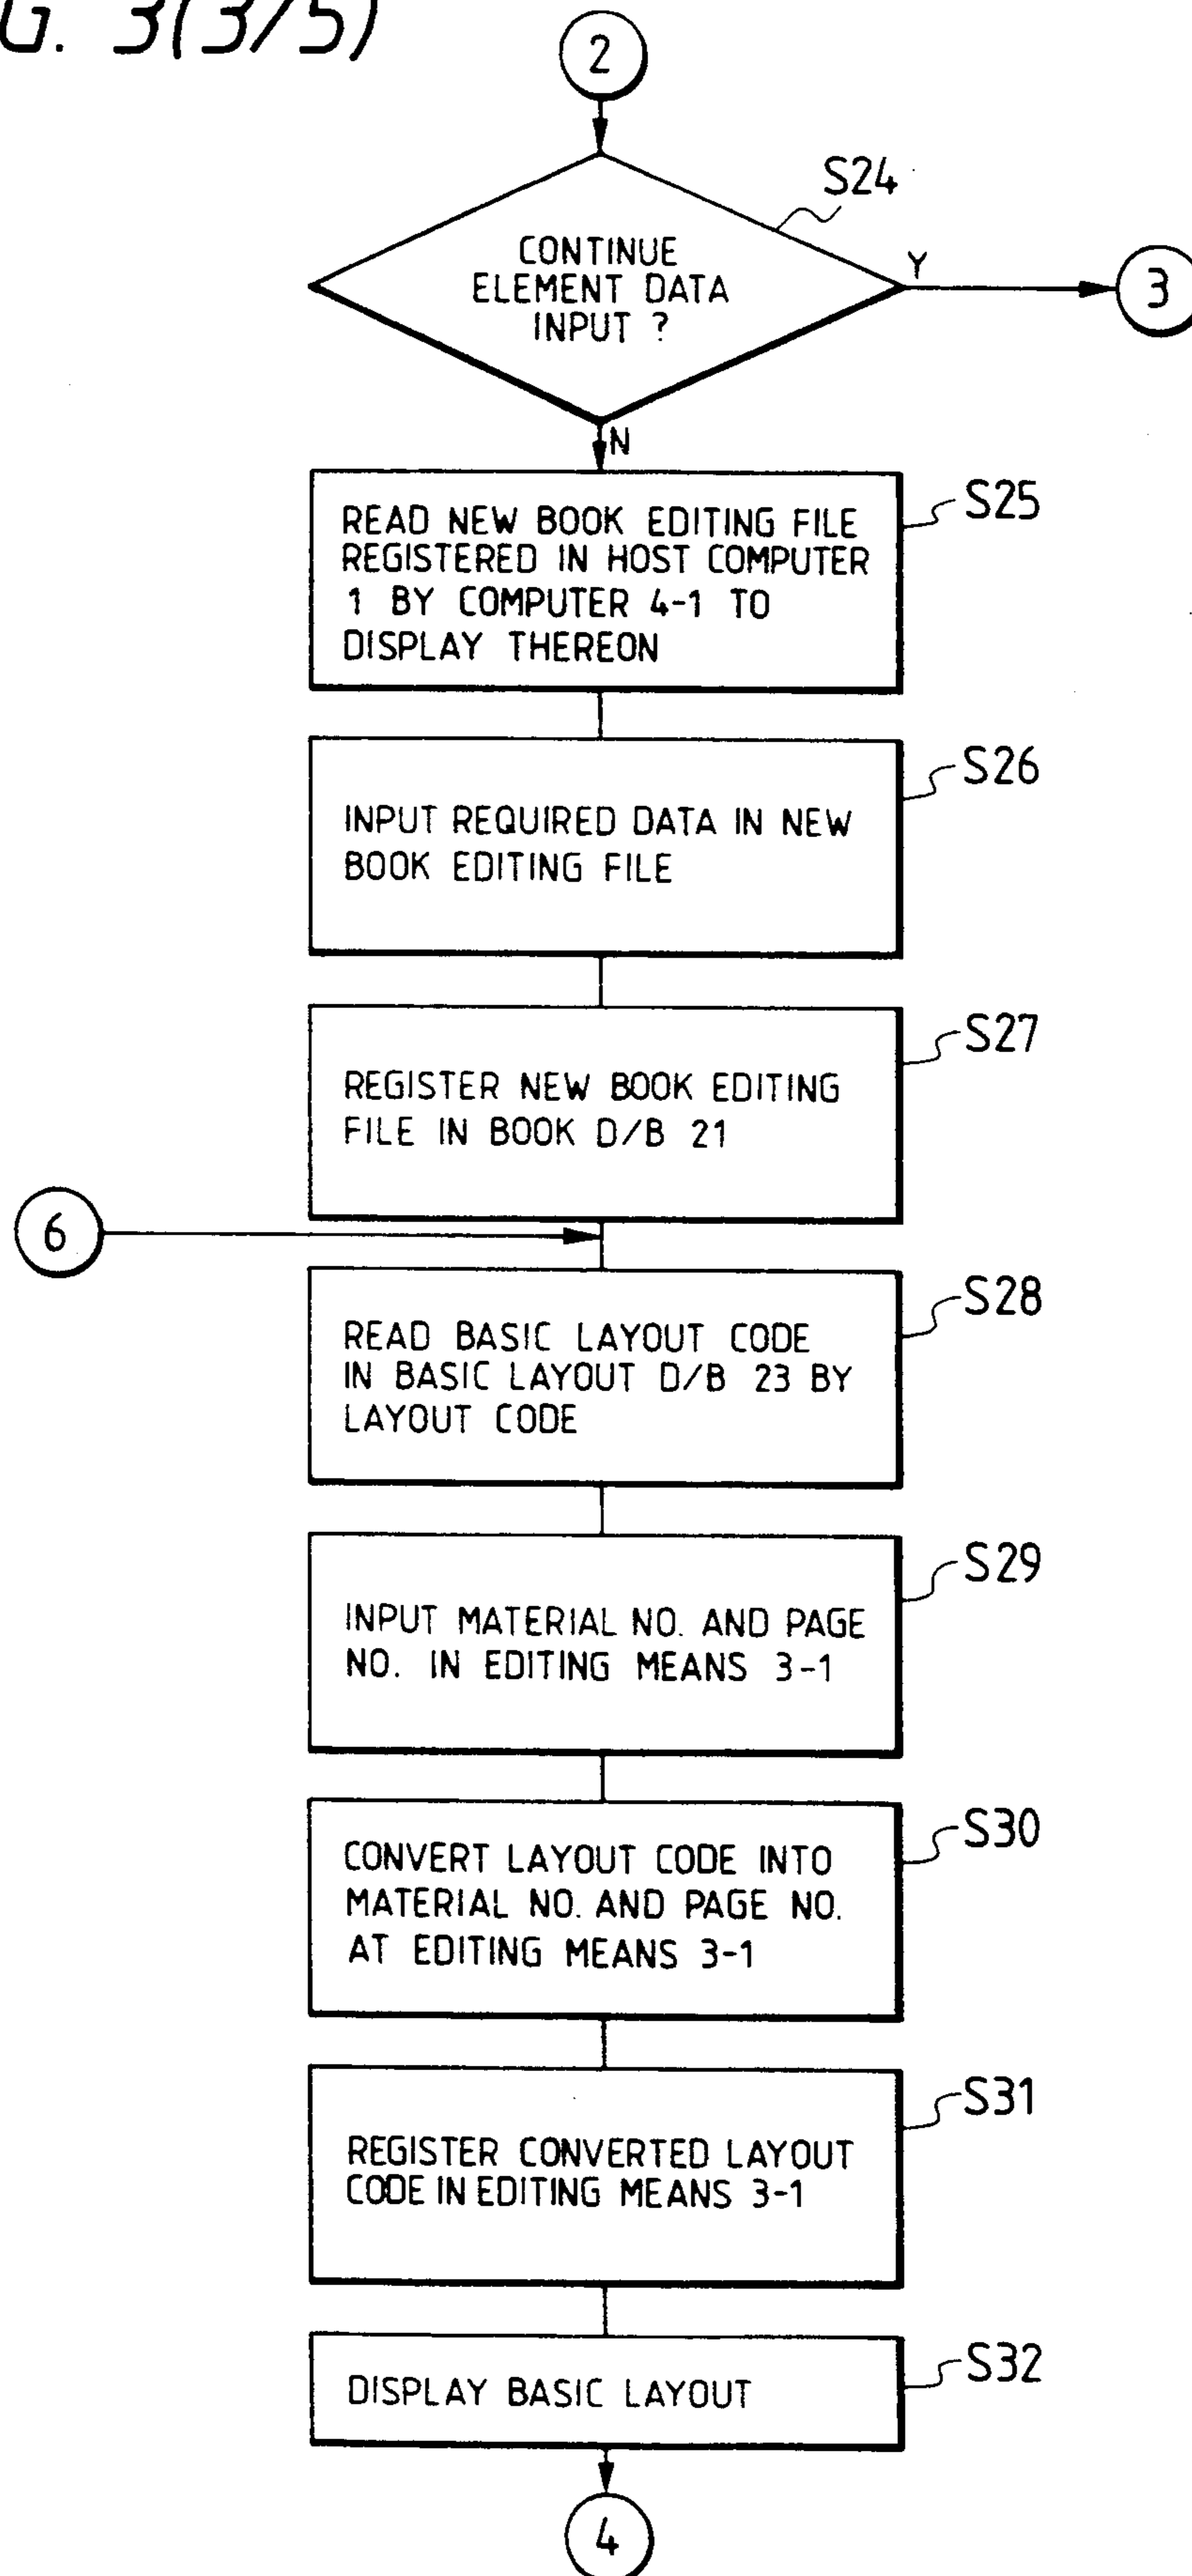 G. 3(3/5)
2
S24
CONTINUE
ELEMENT DATA
INPUT ?
Y
3
N
S25
READ NEW BOOK EDITING FILE
REGISTERED IN HOST COMPUTER
1 BY COMPUTER 4-1 TO
DISPLAY THEREON
S26
INPUT REQUIRED DATA IN NEW
BOOK EDITING FILE
S27
REGISTER NEW BOOK EDITING
FILE IN BOOK D/B 21
6
S28
READ BASIC LAYOUT CODE
IN BASIC LAYOUT D/B 23 BY
LAYOUT CODE
S29
INPUT MATERIAL NO. AND PAGE
NO. IN EDITING MEANS 3-1
S30
CONVERT LAYOUT CODE INTO
MATERIAL NO. AND PAGE NO.
AT EDITING MEANS 3-1
S31
REGISTER CONVERTED LAYOUT
CODE IN EDITING MEANS 3-1
S32
DISPLAY BASIC LAYOUT
4